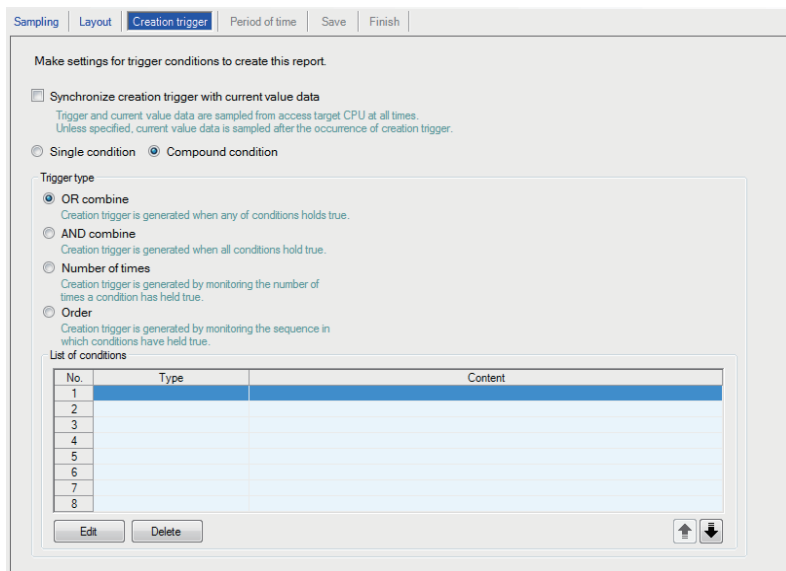 Sampling Layout Creation trigger Period of time Save Finish
Make settings for trigger conditions to create this report.
Synchronize creation trigger with current value data
Trigger and current value data are sampled from access target CPU at all times.
Unless specified, current value data is sampled after the occurrence of creation trigger.
Single condition Compound condition
Trigger type
OR combine
Creation trigger is generated when any of conditions holds true.
AND combine
Creation trigger is generated when all conditions hold true.
Number of times
Creation trigger is generated by monitoring the number of
times a condition has held true.
Order
Creation trigger is generated by monitoring the sequence in
which conditions have held true.
List of conditions
No. Type Content
1
2
3
4
5
6
7
8
Edit Delete